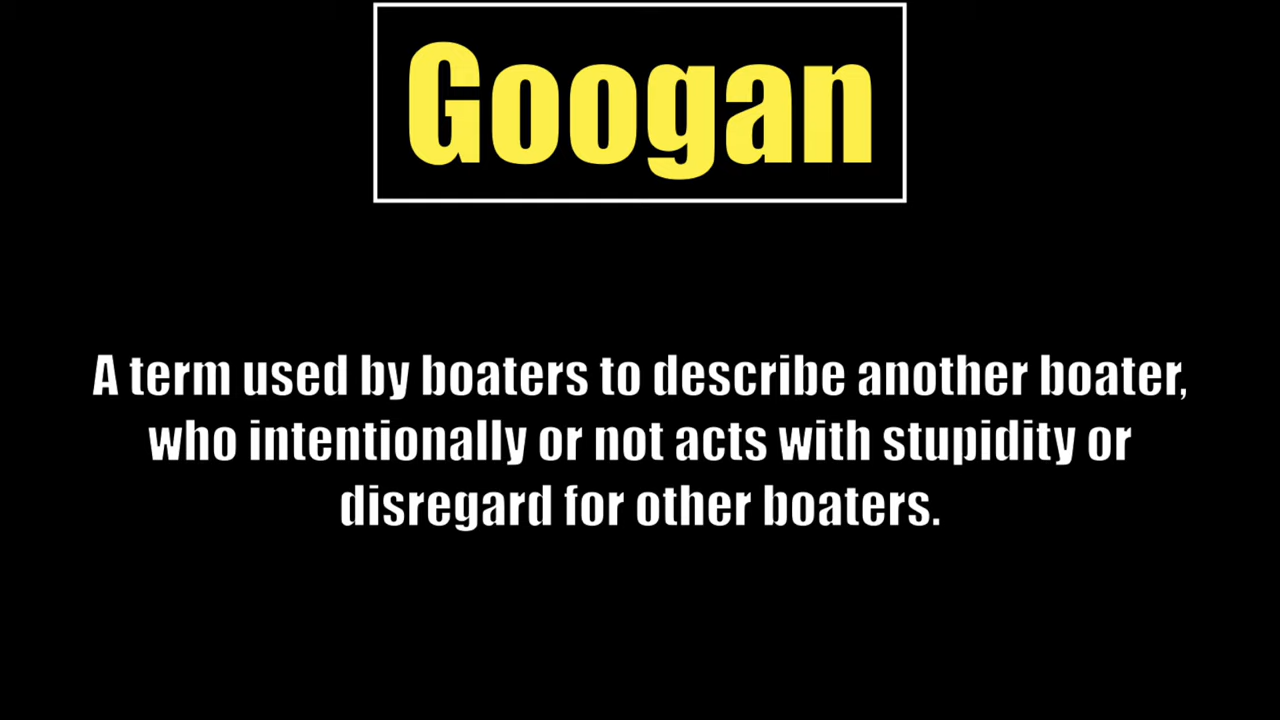 Googan
A term used by boaters to describe another boater,
who intentionally or not acts with stupidity or
disregard for other boaters.